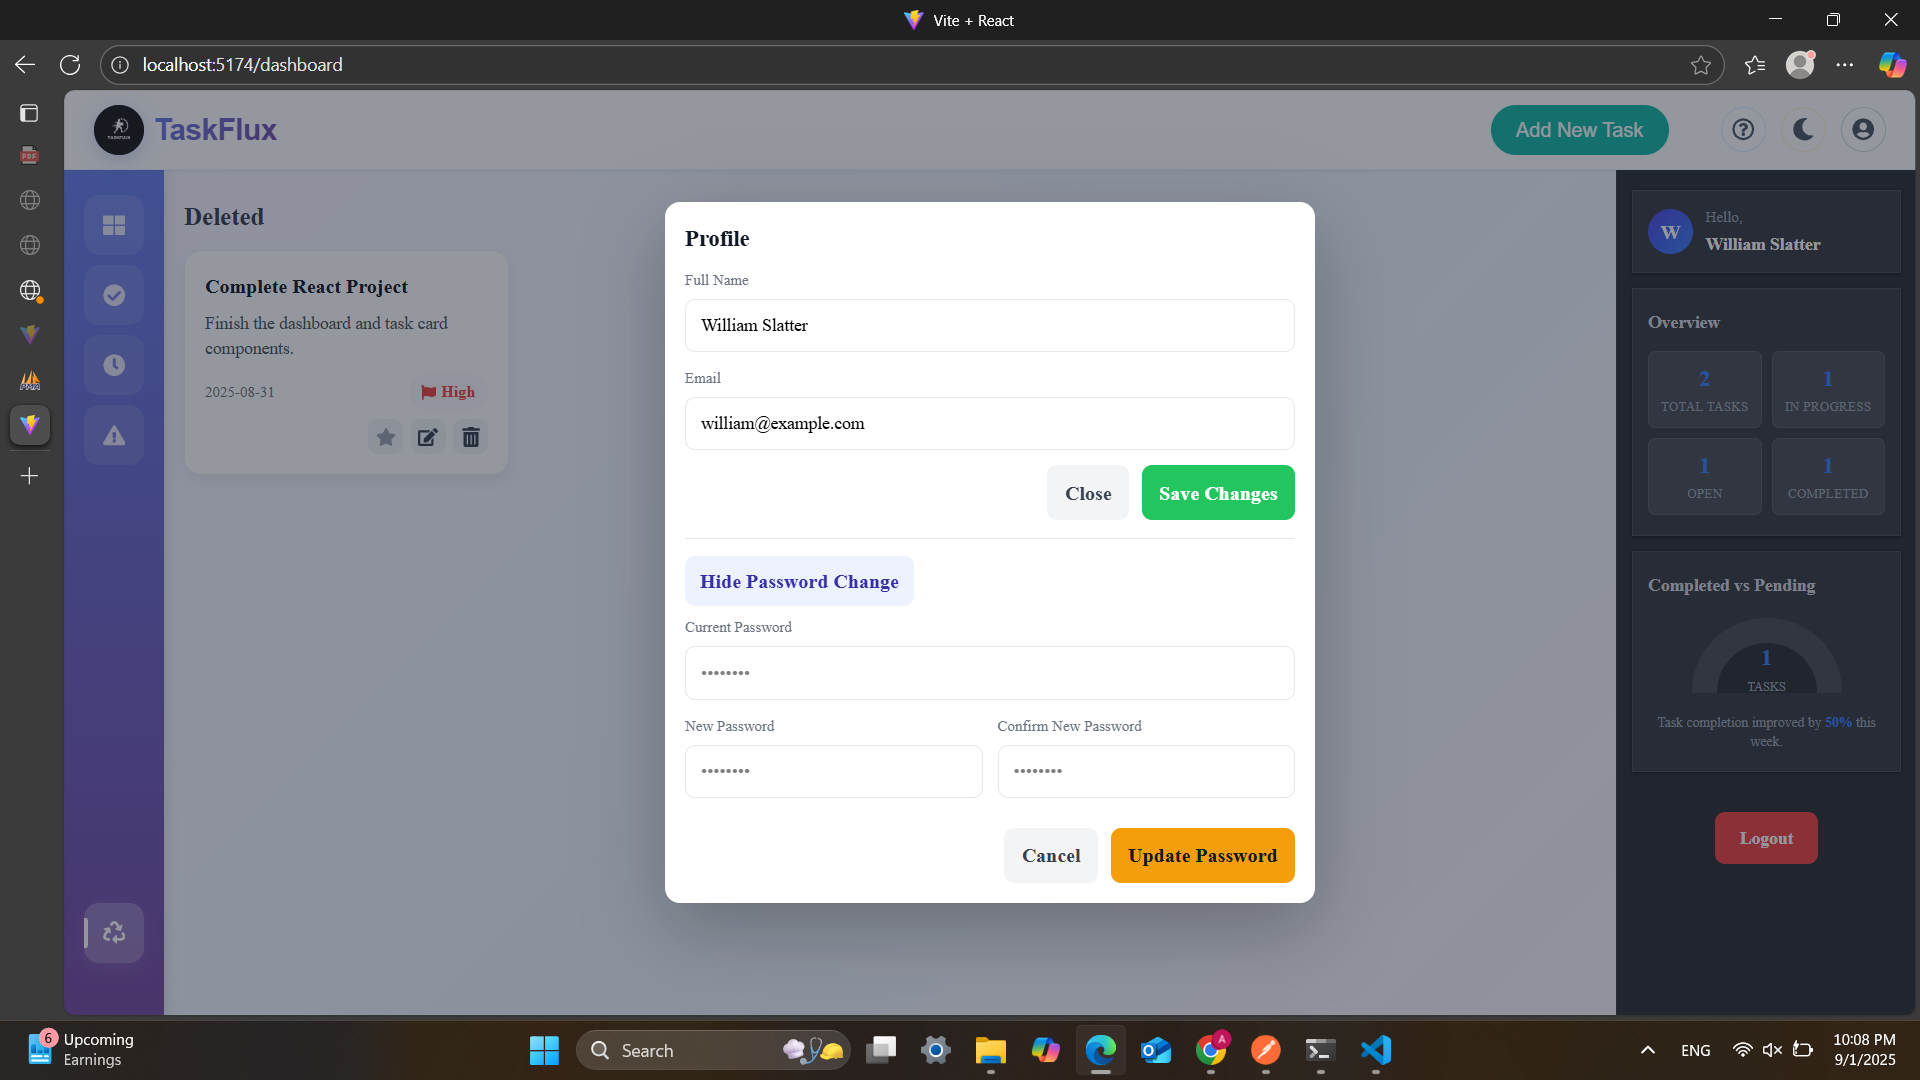 Vite + React
localhost:5174/dashboard
TaskFlux
Add New Task
Deleted
Complete React Project
Finish the dashboard and task card
components.
2025-08-31
High
Profile
Full Name
William Slatter
Email
william@example.com
Close
Save Changes
Hide Password Change
Current Password
••••••••
New Password
Confirm New Password
••••••••
••••••••
Cancel
Update Password
W
Hello,
William Slatter
Overview
2
TOTAL TASKS
1
IN PROGRESS
1
OPEN
1
COMPLETED
Completed vs Pending
1
TASKS
Task completion improved by 50% this
week.
Logout
6
Upcoming
Earnings
Search
A
ENG
10:08 PM
9/1/2025
PDF